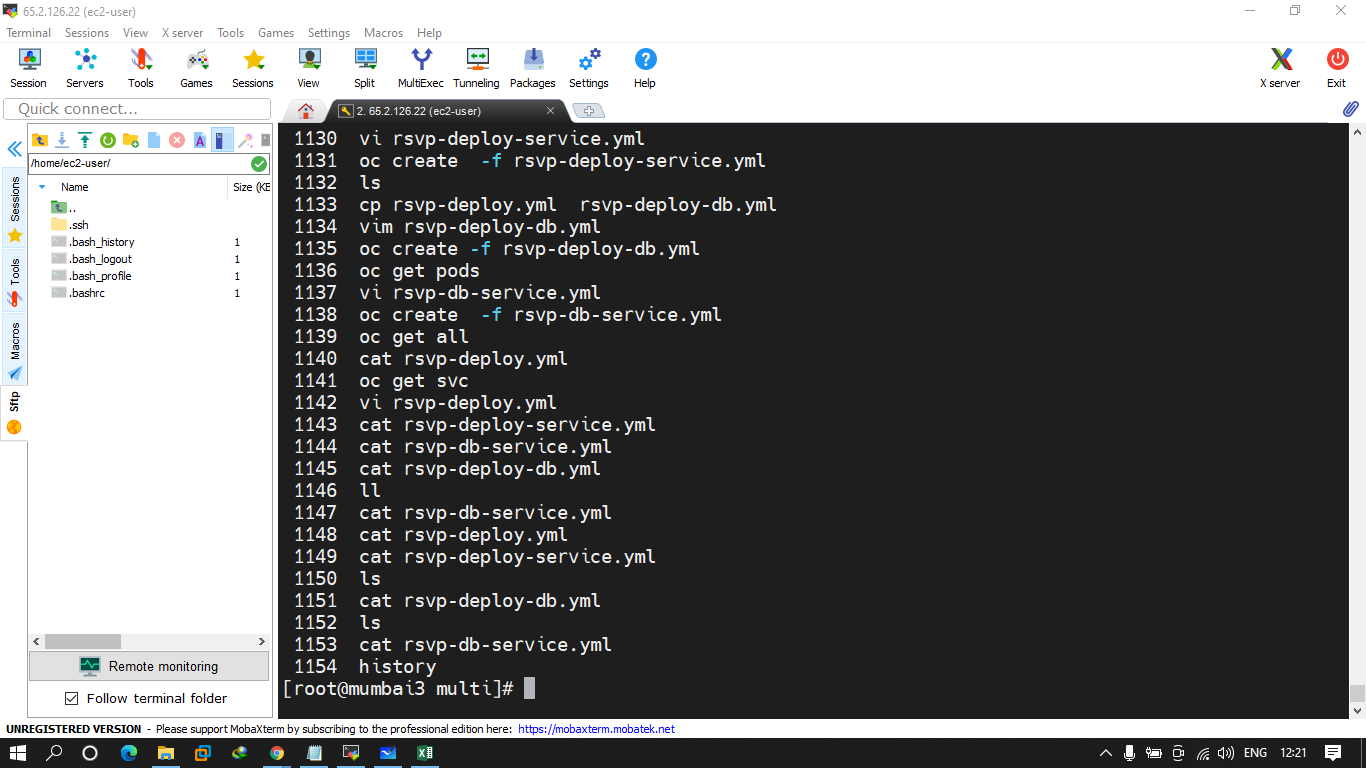 65.2.126.22 (ec2-user)
Terminal Sessions View X server Tools Games Settings Macros Help
Session Servers Tools Games Sessions View Split MultiExec Tunneling Packages Settings Help X server Exit
Quick connect...
2. 65.2.126.22 (ec2-user)
/home/ec2-user/
Name Size (KB
..
.ssh
.bash_history 1
.bash_logout 1
.bash_profile 1
.bashrc 1
Sessions
Tools
Macros
Sftp
Remote monitoring
Follow terminal folder
1130 vi rsvp-deploy-service.yml
1131 oc create  -f rsvp-deploy-service.yml
1132 ls
1133 cp rsvp-deploy.yml  rsvp-deploy-db.yml
1134 vim rsvp-deploy-db.yml
1135 oc create -f rsvp-deploy-db.yml
1136 oc get pods
1137 vi rsvp-db-service.yml
1138 oc create  -f rsvp-db-service.yml
1139 oc get all
1140 cat rsvp-deploy.yml
1141 oc get svc
1142 vi rsvp-deploy.yml
1143 cat rsvp-deploy-service.yml
1144 cat rsvp-db-service.yml
1145 cat rsvp-deploy-db.yml
1146 ll
1147 cat rsvp-db-service.yml
1148 cat rsvp-deploy.yml
1149 cat rsvp-deploy-service.yml
1150 ls
1151 cat rsvp-deploy-db.yml
1152 ls
1153 cat rsvp-db-service.yml
1154 history
[root@mumbai3 multi]#
UNREGISTERED VERSION - Please support MobaXterm by subscribing to the professional edition here: https://mobaxterm.mobatek.net
ENG 12:21